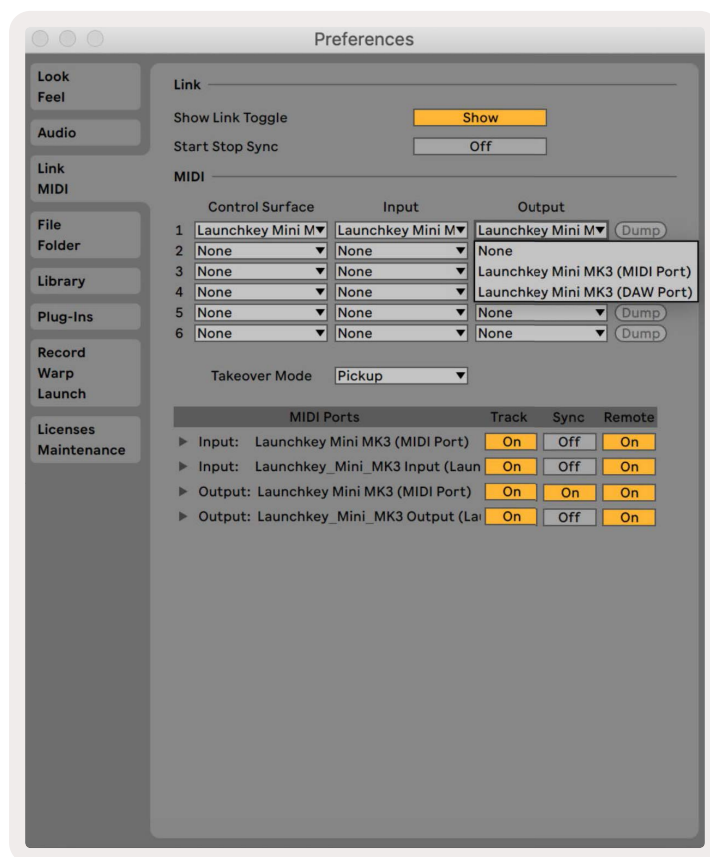 Preferences
Look
Feel
Audio
Link
MIDI
File
Folder
Library
Plug-Ins
Record
Warp
Launch
Licenses
Maintenance
Link
Show Link Toggle Show
Start Stop Sync Off
MIDI
Control Surface Input Output
1 Launchkey Mini M Launchkey Mini M Launchkey Mini M Dump
2 None None
3 None None
4 None None
None
Launchkey Mini MK3 (MIDI Port)
Launchkey Mini MK3 (DAW Port)
5 None None None Dump
6 None None None Dump
Takeover Mode Pickup
MIDI Ports Track Sync Remote
Input: Launchkey Mini MK3 (MIDI Port) On Off On
Input: Launchkey_Mini_MK3 Input (Laun On Off On
Output: Launchkey Mini MK3 (MIDI Port) On On On
Output: Launchkey_Mini_MK3 Output (La On Off On